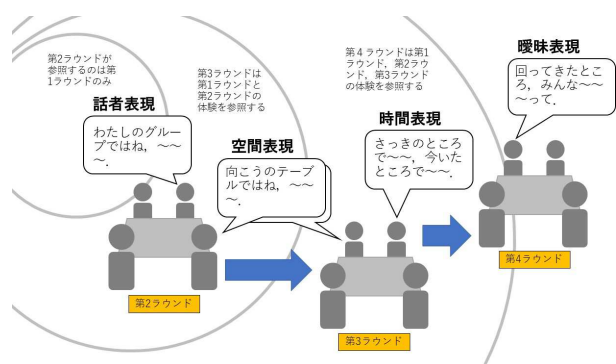 第2ラウンドが
参照するのは第
1ラウンドのみ
話者表現
わたしのグルー
プではね，～～
～．
第2ラウンド
第3ラウンドは
第1ラウンドと
第2ラウンドの
体験を参照する
空間表現
向こうのテーブ
ルではね，～～
～．
第４ラウンドは第1
ラウンド，第2ラウ
ンド，第3ラウンド
の体験を参照する
時間表現
さっきのところ
で～～，今いた
ところで～～．
第3ラウンド
曖昧表現
回ってきたとこ
ろ，みんな～～
～って．
第4ラウンド